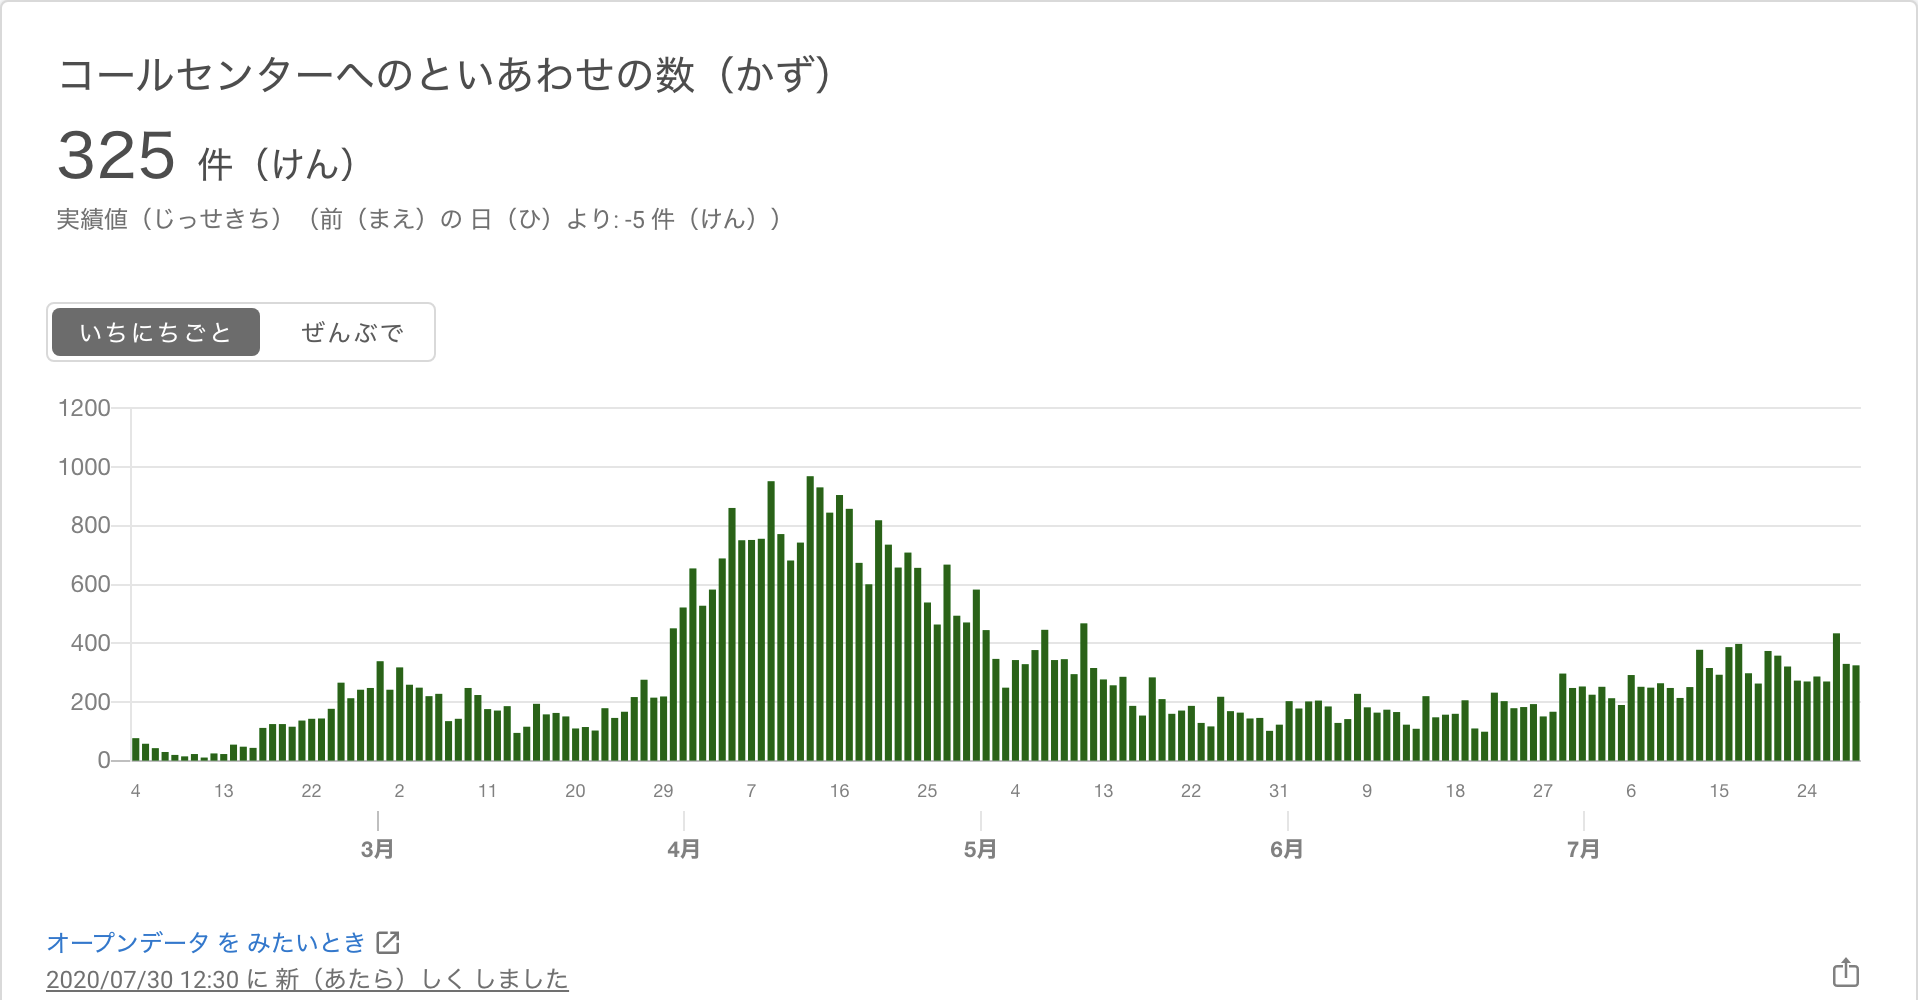 コールセンターへのといあわせの数（かず）
325 件（けん）
実績値（じっせきち）（前（まえ）の 日（ひ）より: -5 件（けん））
いちにちごと ぜんぶで
1200
1000
800
600
400
200
0
4 13 22 2 11 20 29 7 16 25 4 13 22 31 9 18 27 6 15 24
3月 4月 5月 6月 7月
オープンデータ を みたいとき
2020/07/30 12:30 に 新（あたら）しく しました